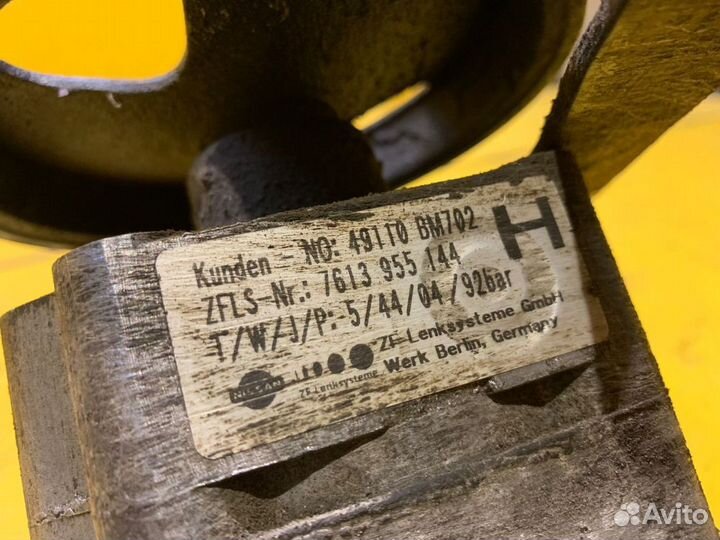 Kunden - NO: 49110 BM702
H
ZFLS-Nr.: 7613 955 144
T/W/J/P: 5/44/04/92bar
NISSAN
ZF Lenksysteme
ZF Lenksysteme GmbH
Werk Berlin, Germany
Avito